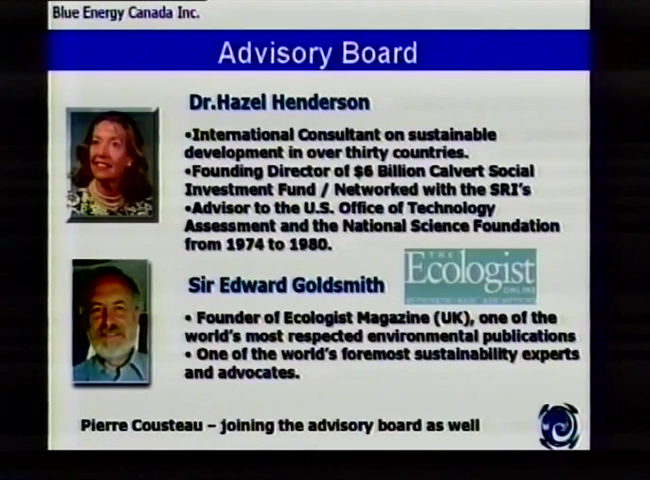 Blue Energy Canada Inc.
Advisory Board
Dr.Hazel Henderson
•International Consultant on sustainable
development in over thirty countries.
•Founding Director of $6 Billion Calvert Social
Investment Fund / Networked with the SRI's
•Advisor to the U.S. Office of Technology
Assessment and the National Science Foundation
from 1974 to 1980.
THE
Ecologist
ONLINE
Sir Edward Goldsmith
• Founder of Ecologist Magazine (UK), one of the
world's most respected environmental publications
• One of the world's foremost sustainability experts
and advocates.
Pierre Cousteau – joining the advisory board as well